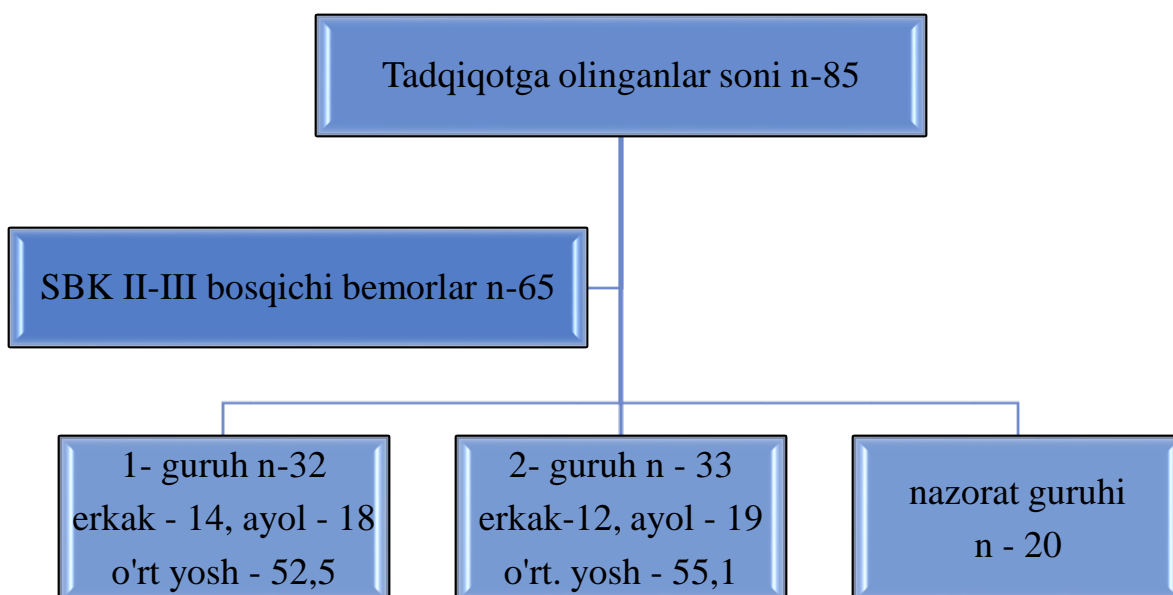 Tadqiqotga olinganlar soni n-85
SBK II-III bosqichi bemorlar n-65
1- guruh n-32
erkak - 14, ayol - 18
o'rt yosh - 52,5
2- guruh n - 33
erkak-12, ayol - 19
o'rt. yosh - 55,1
nazorat guruhi
n - 20